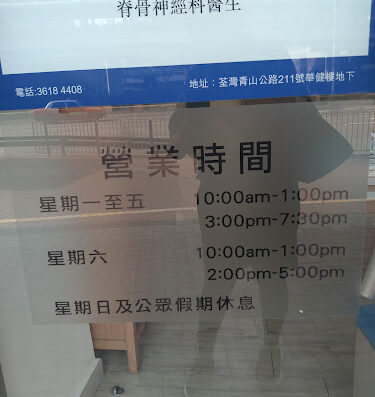 脊骨神經科醫生
電話:3618 4408
地址：荃灣青山公路211號華健樓地下
營業時間
星期一至五 10:00am-1:00pm
3:00pm-7:30pm
星期六 10:00am-1:00pm
2:00pm-5:00pm
星期日及公眾假期休息